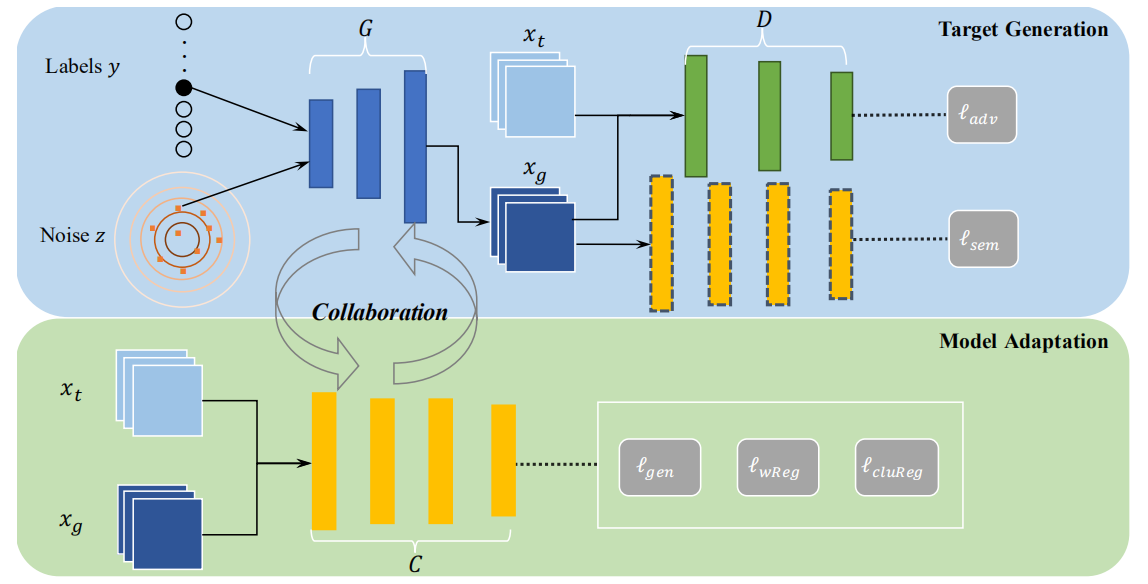 Target Generation
G
D
Labels y
x_t
ℓ_adv
x_g
Noise z
ℓ_sem
Collaboration
Model Adaptation
x_t
ℓ_gen
ℓ_wReg
ℓ_cluReg
x_g
C